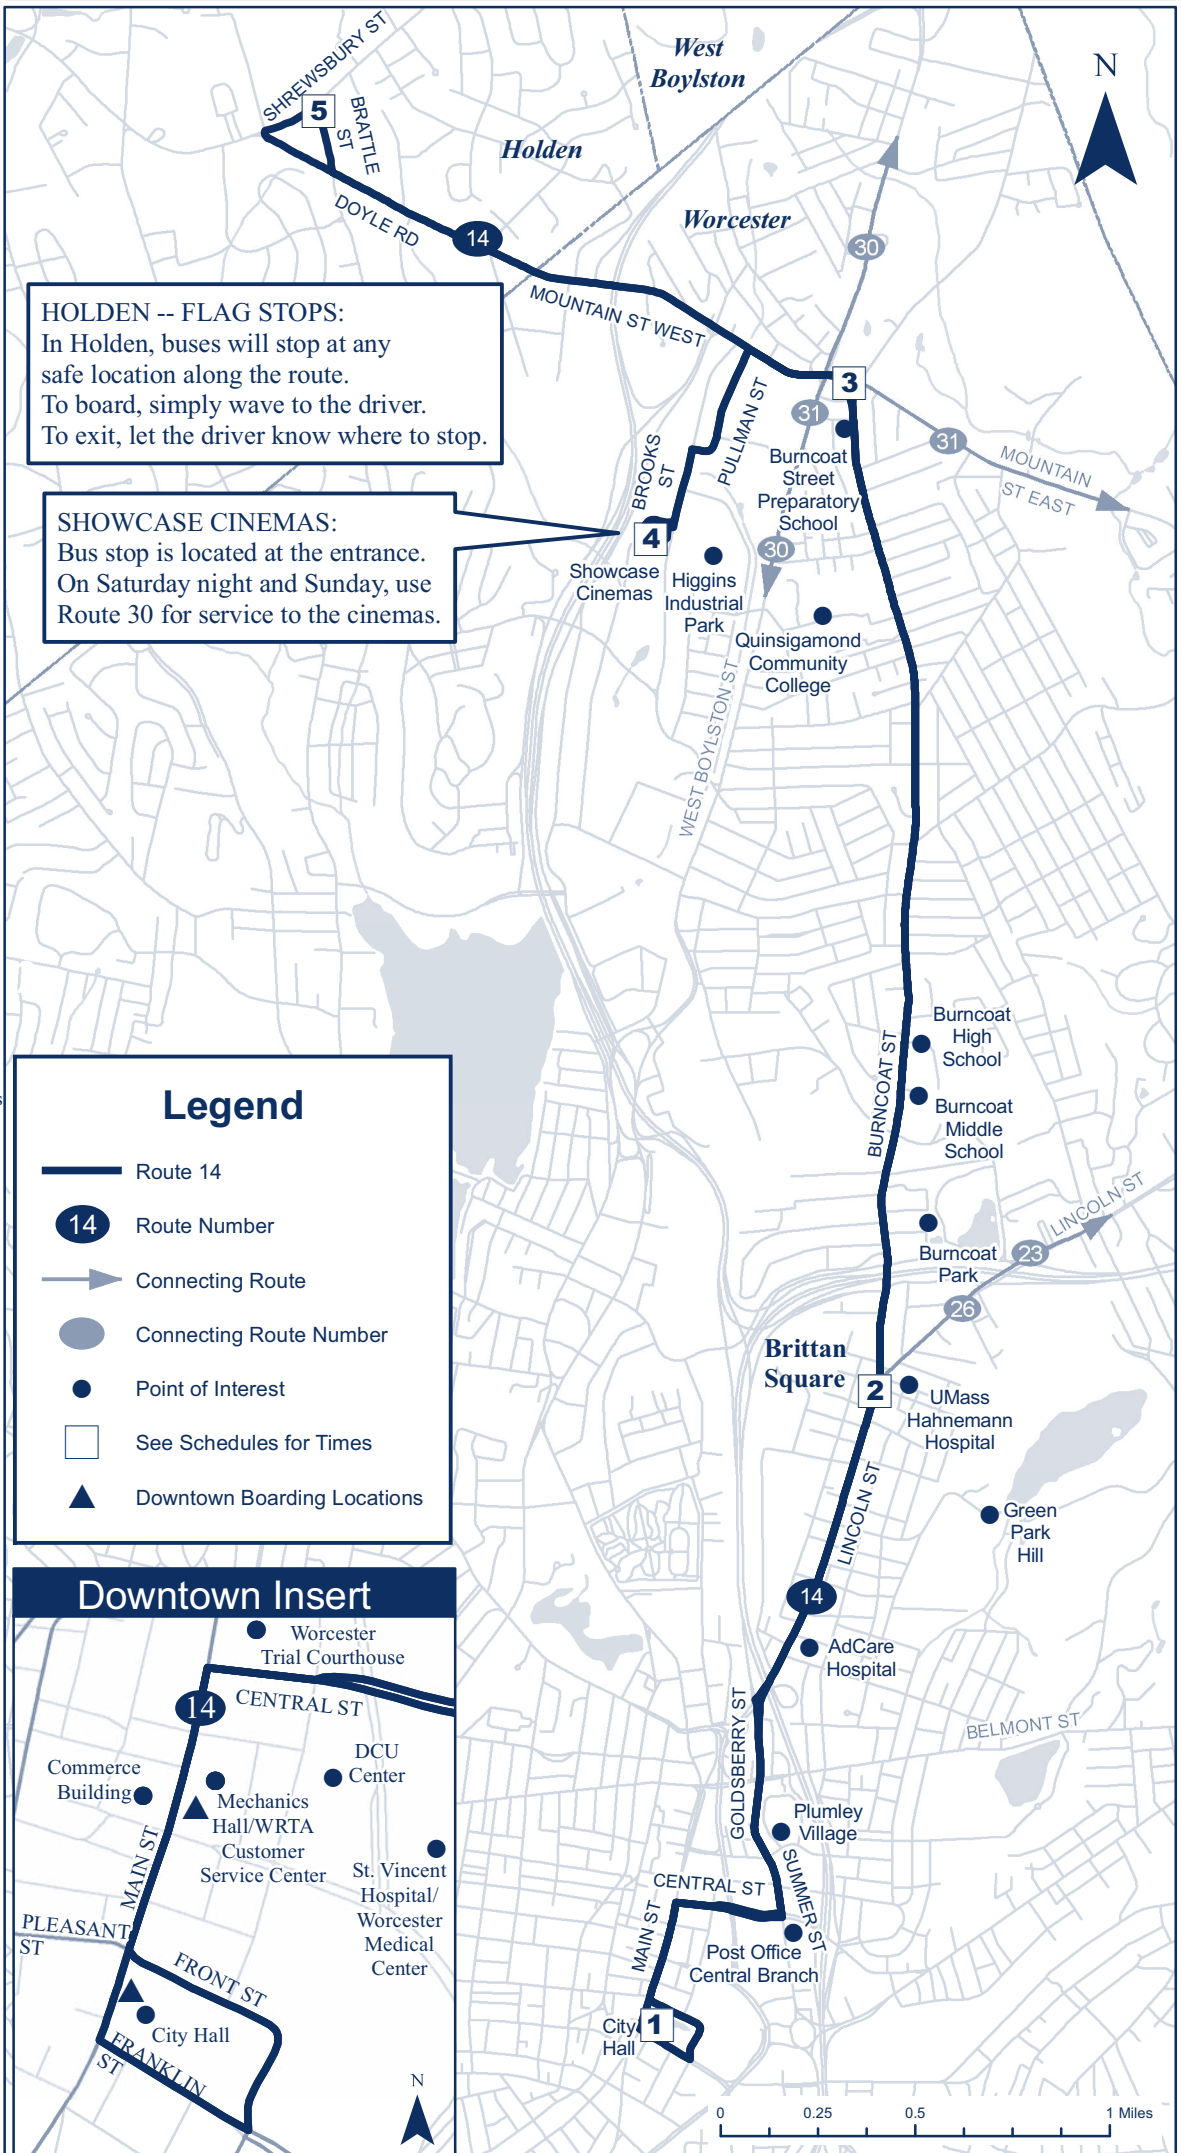 SHREWSBURY ST
5
BRATTLE
ST
West
Boylston
N
Holden
DOYLE RD
14
Worcester
30
MOUNTAIN ST WEST
HOLDEN -- FLAG STOPS:
In Holden, buses will stop at any
safe location along the route.
To board, simply wave to the driver.
To exit, let the driver know where to stop.
3
PULLMAN ST
31
31
MOUNTAIN
ST EAST
BROOKS
ST
Burncoat
Street
Preparatory
School
SHOWCASE CINEMAS:
Bus stop is located at the entrance.
On Saturday night and Sunday, use
Route 30 for service to the cinemas.
4
30
Showcase
Cinemas
Higgins
Industrial
Park
Quinsigamond
Community
College
WEST BOYLSTON ST
Burncoat
High
School
BURNCOAT ST
Burncoat
Middle
School
LINCOLN ST
Burncoat
Park
23
26
Brittan
Square
2
UMass
Hahnemann
Hospital
LINCOLN ST
Green
Park
Hill
14
AdCare
Hospital
GOLDSBERRY ST
BELMONT ST
Plumley
Village
SUMMER ST
CENTRAL ST
MAIN ST
Post Office
Central Branch
City
Hall
1
0
0.25
0.5
1 Miles
Legend
Route 14
14
Route Number
Connecting Route
Connecting Route Number
Point of Interest
See Schedules for Times
Downtown Boarding Locations
Downtown Insert
Worcester
Trial Courthouse
CENTRAL ST
14
Commerce
Building
DCU
Center
Mechanics
Hall/WRTA
Customer
Service Center
MAIN ST
St. Vincent
Hospital/
Worcester
Medical
Center
PLEASANT
ST
FRONT ST
City Hall
FRANKLIN
ST
N